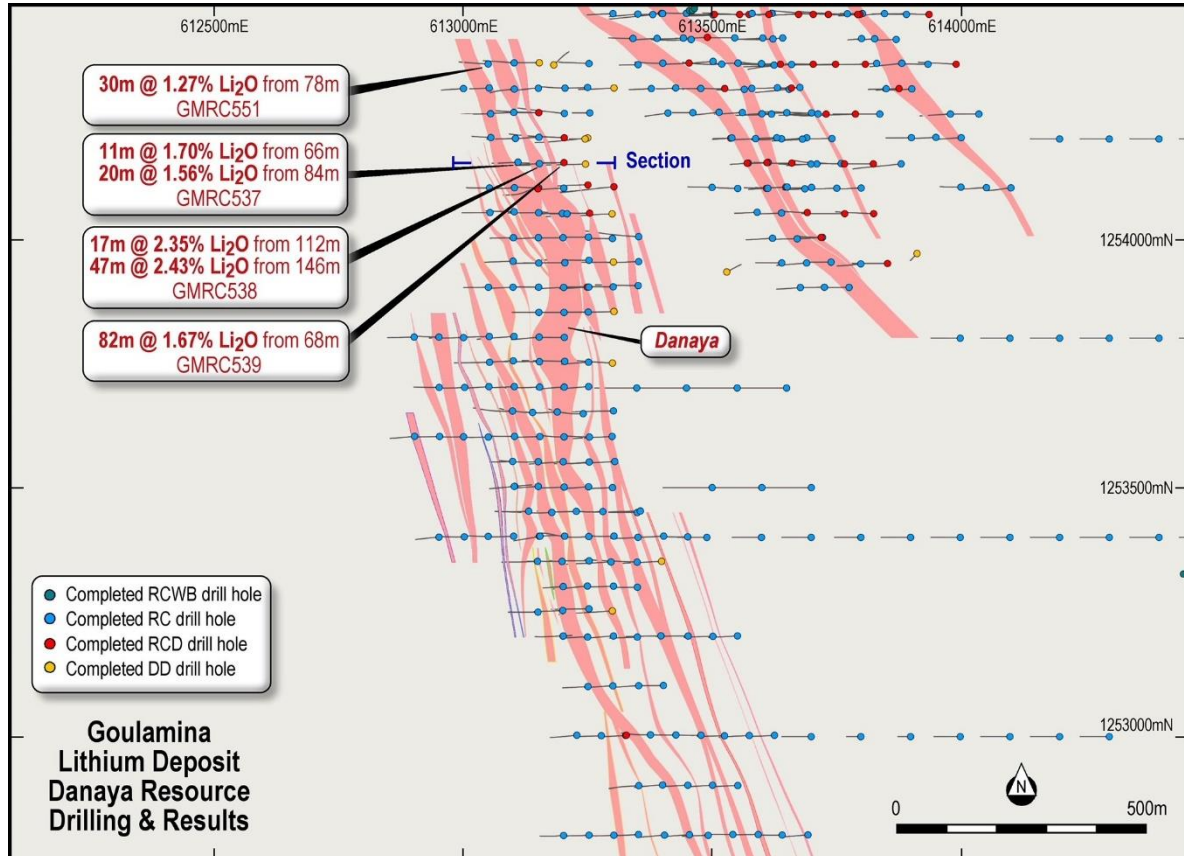 612500mE
613000mE
613500mE
614000mE
30m @ 1.27% Li2O from 78m
GMRC551
11m @ 1.70% Li2O from 66m
20m @ 1.56% Li2O from 84m
GMRC537
Section
17m @ 2.35% Li2O from 112m
47m @ 2.43% Li2O from 146m
GMRC538
1254000mN
82m @ 1.67% Li2O from 68m
GMRC539
Danaya
1253500mN
Completed RCWB drill hole
Completed RC drill hole
Completed RCD drill hole
Completed DD drill hole
Goulamina
Lithium Deposit
Danaya Resource
Drilling & Results
1253000mN
N
0 500m